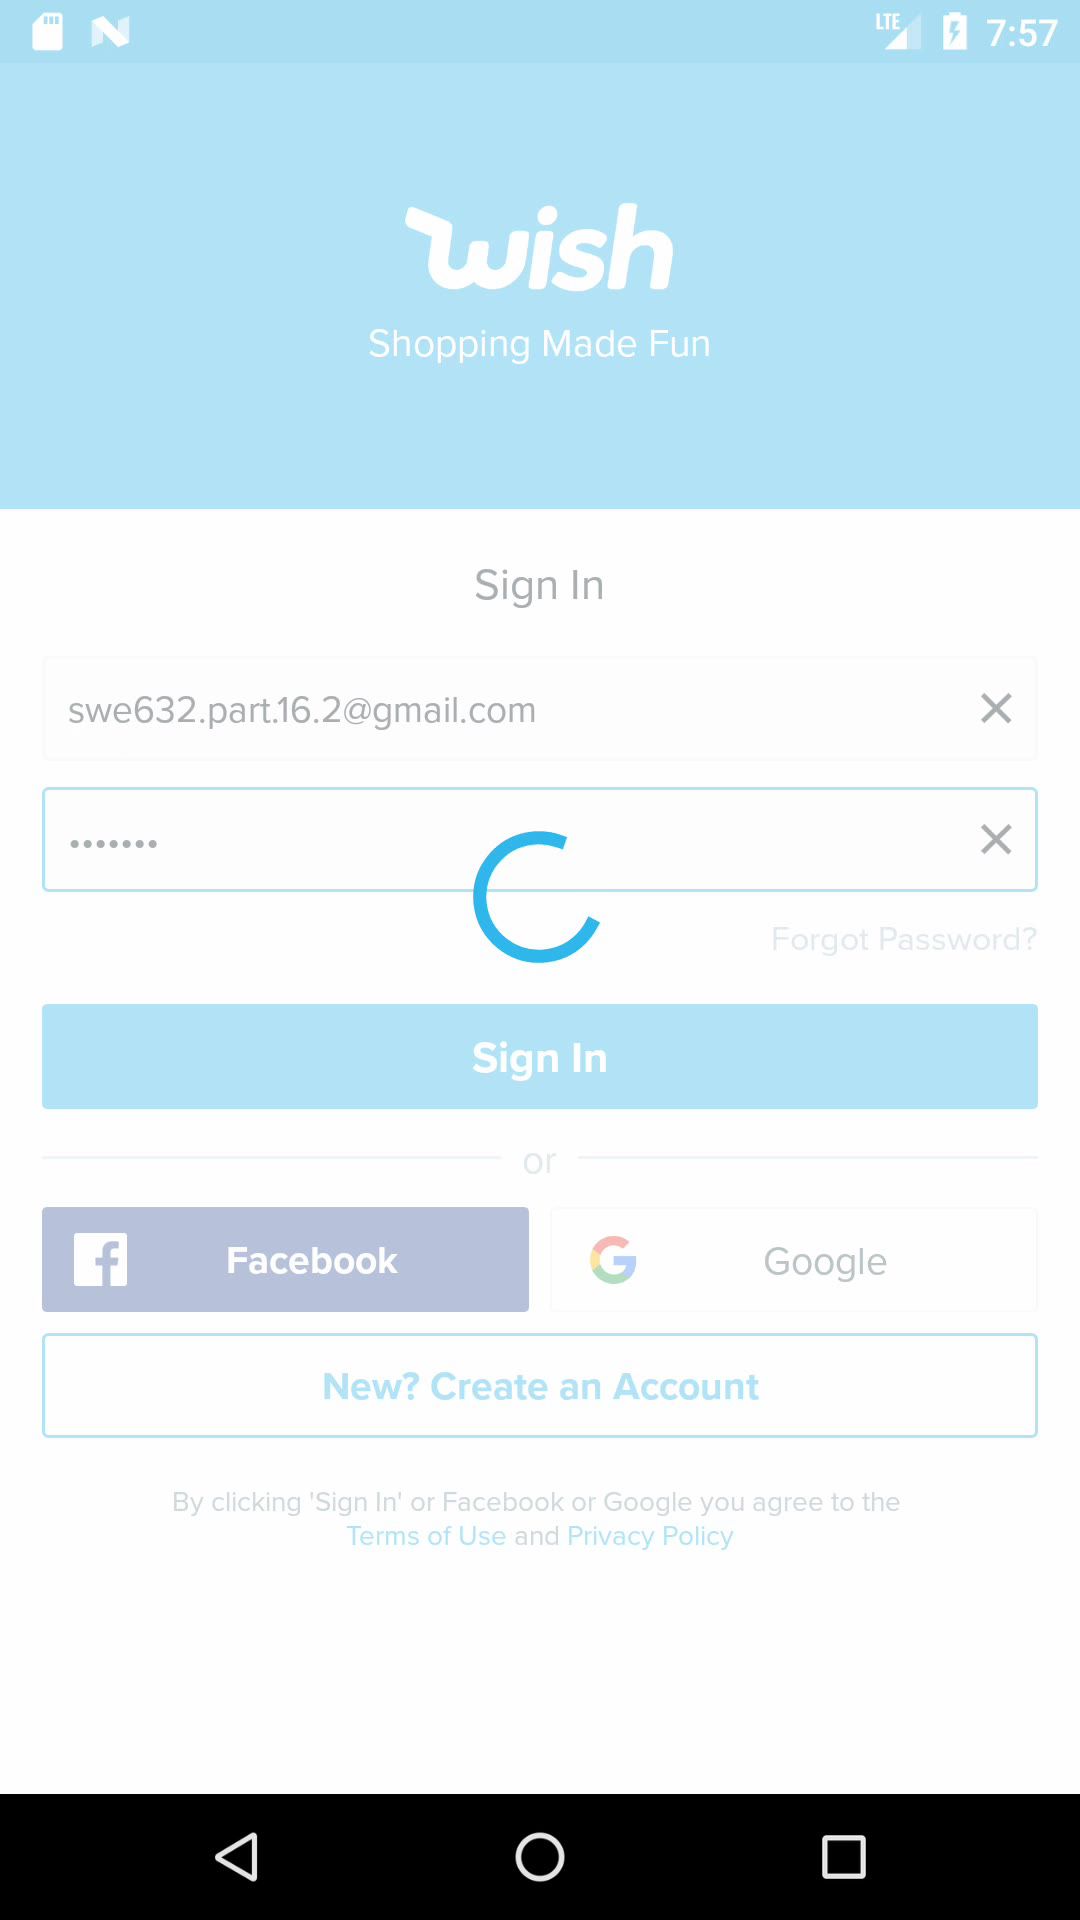 LTE 7:57
wish
Shopping Made Fun
Sign In
swe632.part.16.2@gmail.com
•••••••
Forgot Password?
Sign In
or
Facebook
Google
New? Create an Account
By clicking 'Sign In' or Facebook or Google you agree to the
Terms of Use and Privacy Policy